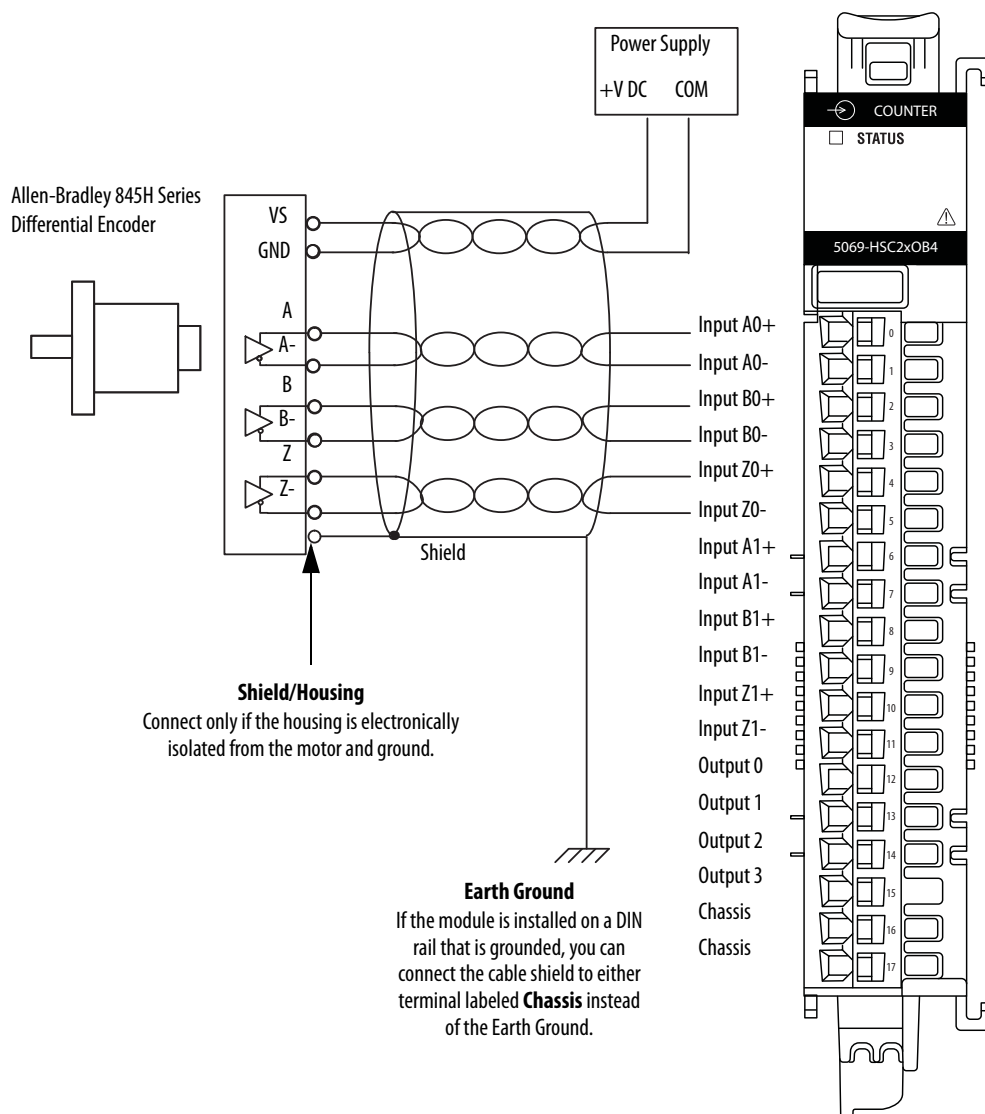 Power Supply
+V DC COM
COUNTER
STATUS
5069-HSC2xOB4
Allen-Bradley 845H Series
Differential Encoder
VS
GND
A
A-
B
B-
Z
Z-
Shield
Shield/Housing
Connect only if the housing is electronically
isolated from the motor and ground.
Earth Ground
If the module is installed on a DIN
rail that is grounded, you can
connect the cable shield to either
terminal labeled Chassis instead
of the Earth Ground.
Input A0+ 0
Input A0- 1
Input B0+ 2
Input B0- 3
Input Z0+ 4
Input Z0- 5
Input A1+ 6
Input A1- 7
Input B1+ 8
Input B1- 9
Input Z1+ 10
Input Z1- 11
Output 0 12
Output 1 13
Output 2 14
Output 3 15
Chassis 16
Chassis 17